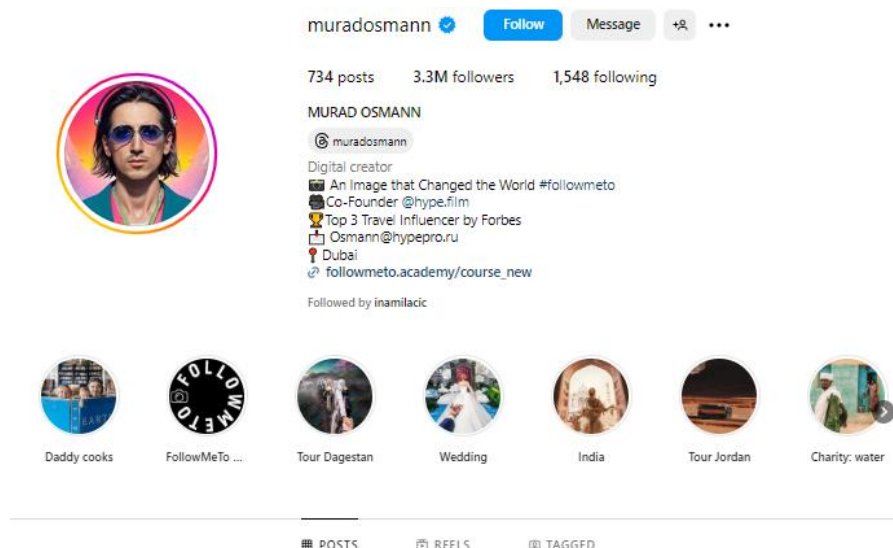 muradosmann Follow Message
734 posts 3.3M followers 1,548 following
MURAD OSMANN
muradosmann
Digital creator
An Image that Changed the World #followmeto
Co-Founder @hype.film
Top 3 Travel Influencer by Forbes
Osmann@hypepro.ru
Dubai
followmeto.academy/course_new
Followed by inamilacic
EART
FOLLOWMETO
Daddy cooks FollowMeTo ... Tour Dagestan Wedding India Tour Jordan Charity: water
POSTS REELS TAGGED